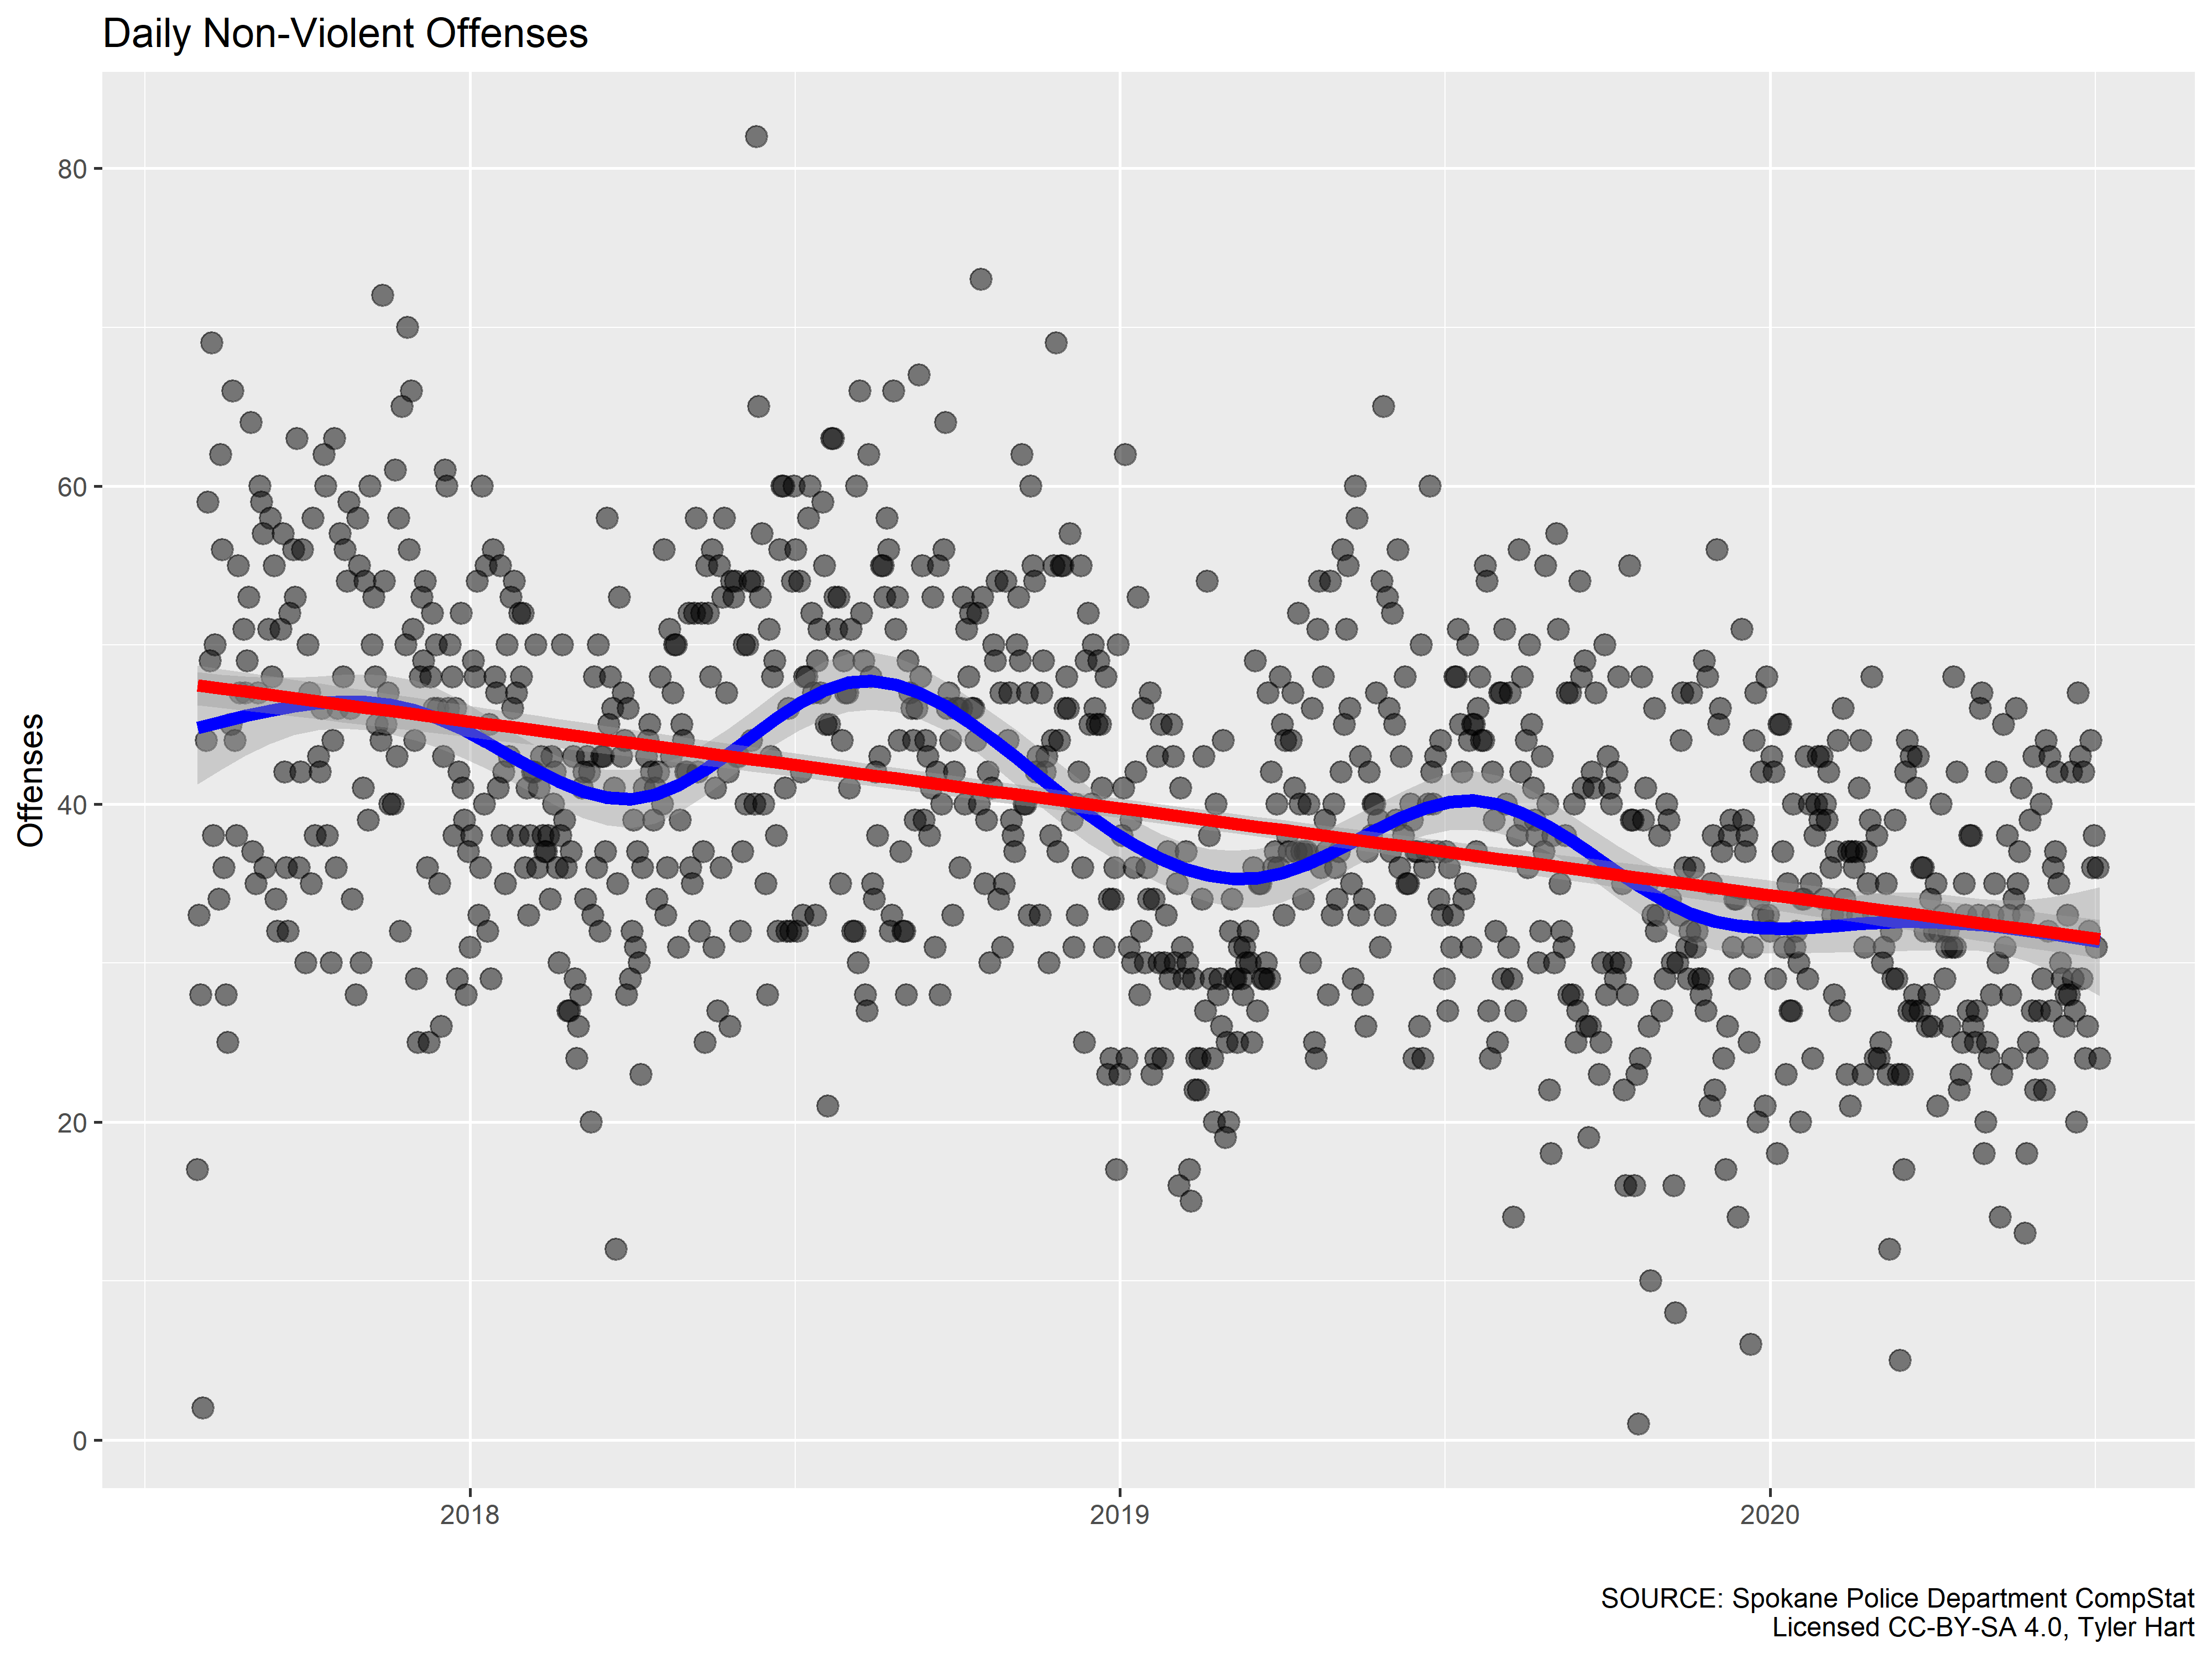 Daily Non-Violent Offenses
80
60
40
20
0
Offenses
2018
2019
2020
SOURCE: Spokane Police Department CompStat
Licensed CC-BY-SA 4.0, Tyler Hart